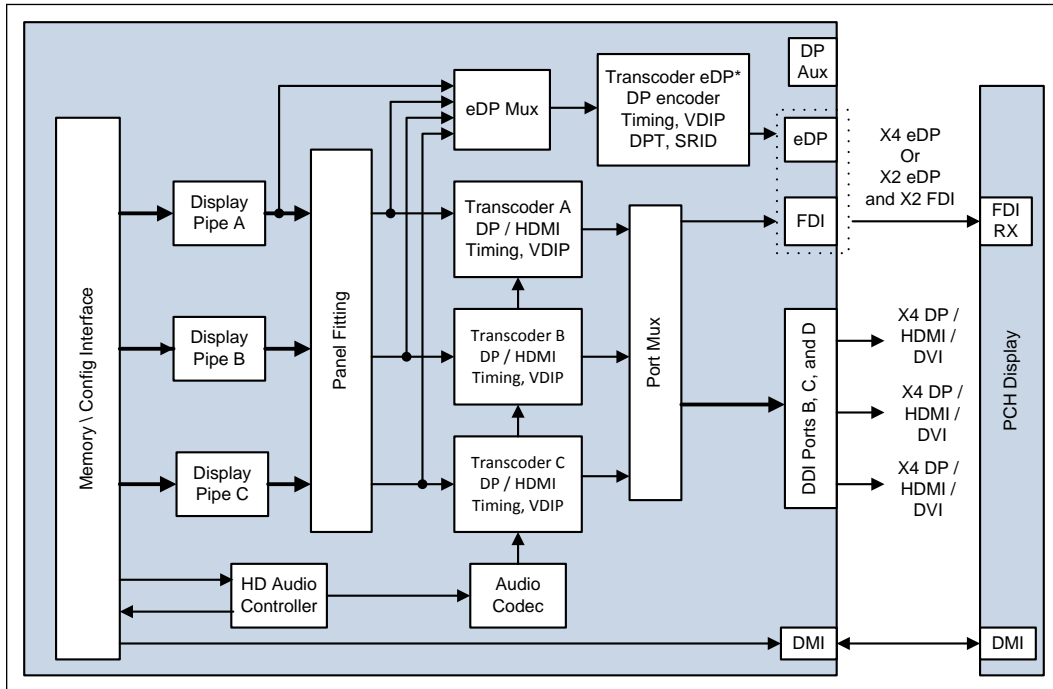 DP
Aux
Transcoder eDP*
DP encoder
Timing, VDIP
DPT, SRID
eDP Mux
eDP
X4 eDP
Or
X2 eDP
and X2 FDI
Memory \ Config Interface
Display
Pipe A
Panel Fitting
Transcoder A
DP / HDMI
Timing, VDIP
Port Mux
FDI
FDI
RX
Display
Pipe B
Transcoder B
DP / HDMI
Timing, VDIP
DDI Ports B, C, and D
X4 DP /
HDMI /
DVI
PCH Display
X4 DP /
HDMI /
DVI
Display
Pipe C
Transcoder C
DP / HDMI
Timing, VDIP
X4 DP /
HDMI /
DVI
HD Audio
Controller
Audio
Codec
DMI
DMI